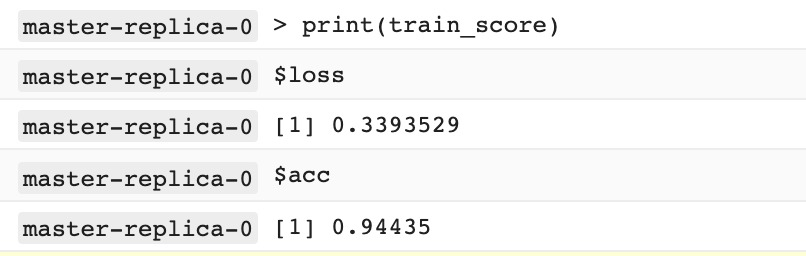 master-replica-0 > print(train_score)
master-replica-0 $loss
master-replica-0 [1] 0.3393529
master-replica-0 $acc
master-replica-0 [1] 0.94435